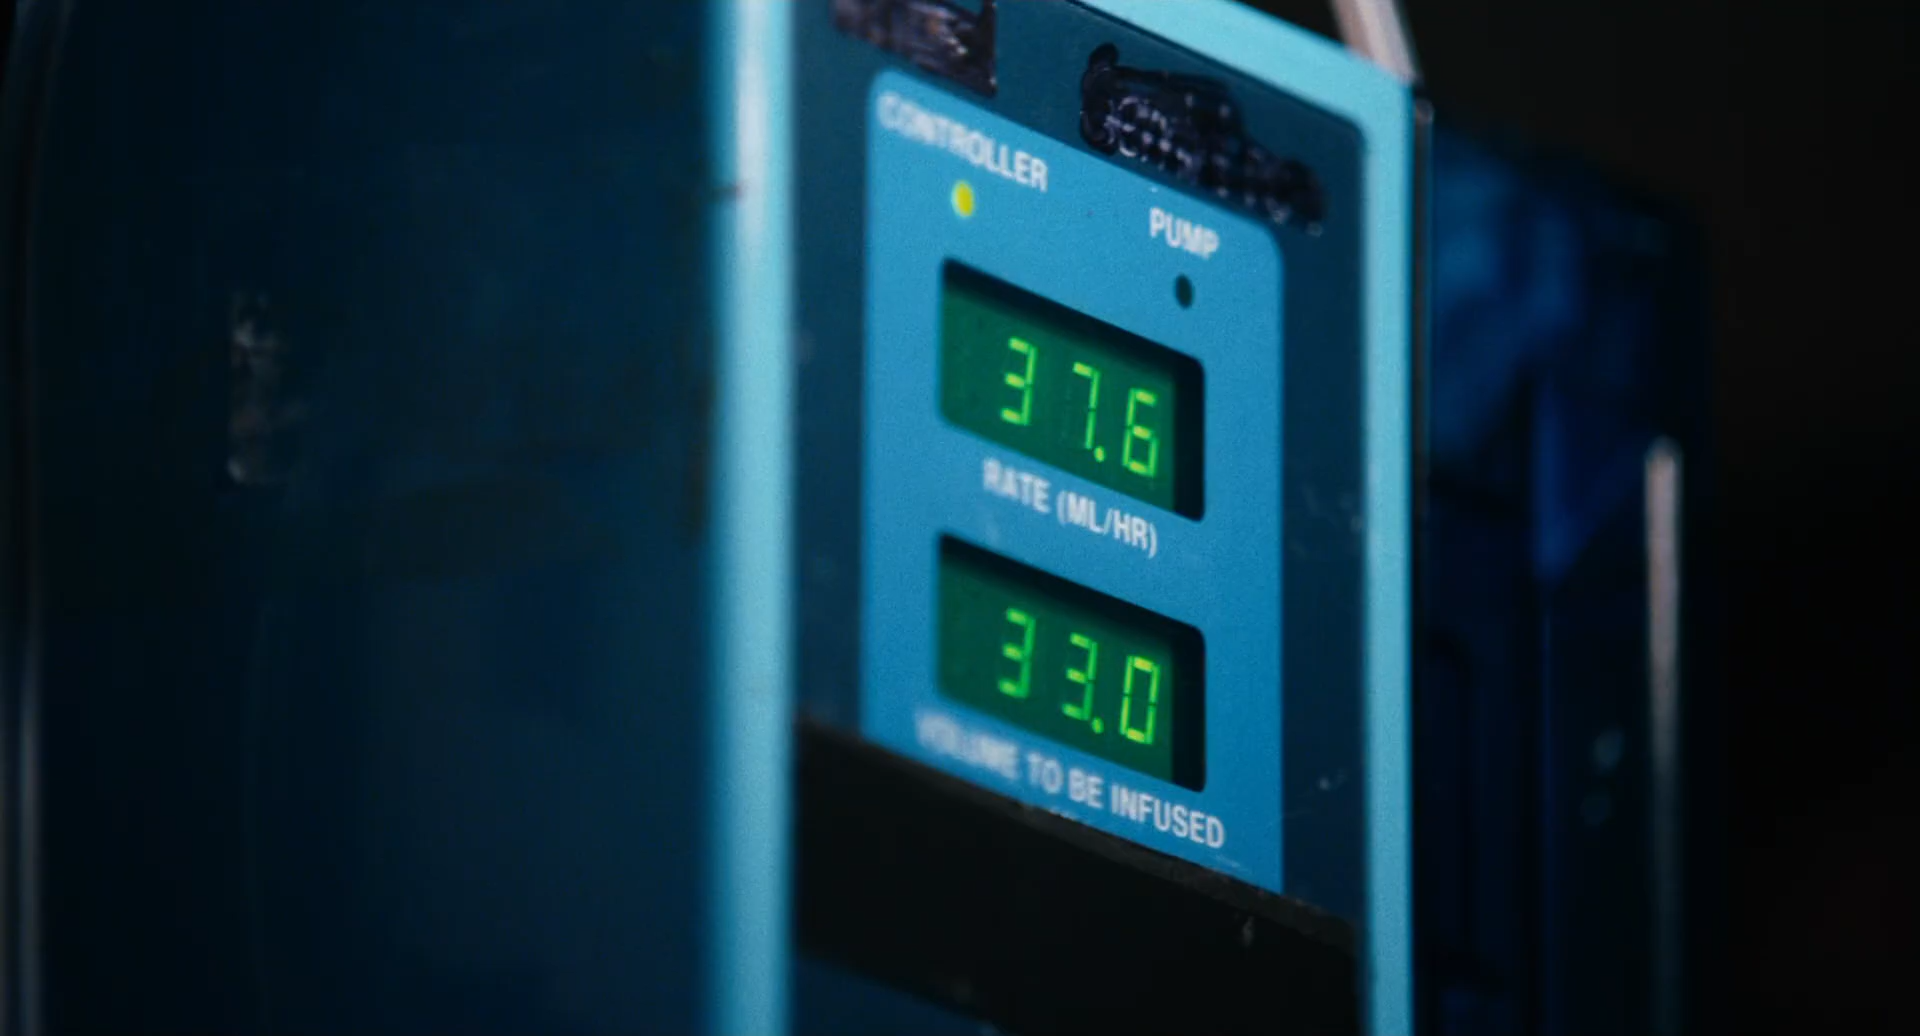 CONTROLLER
PUMP
37.6
RATE (ML/HR)
33.0
VOLUME TO BE INFUSED